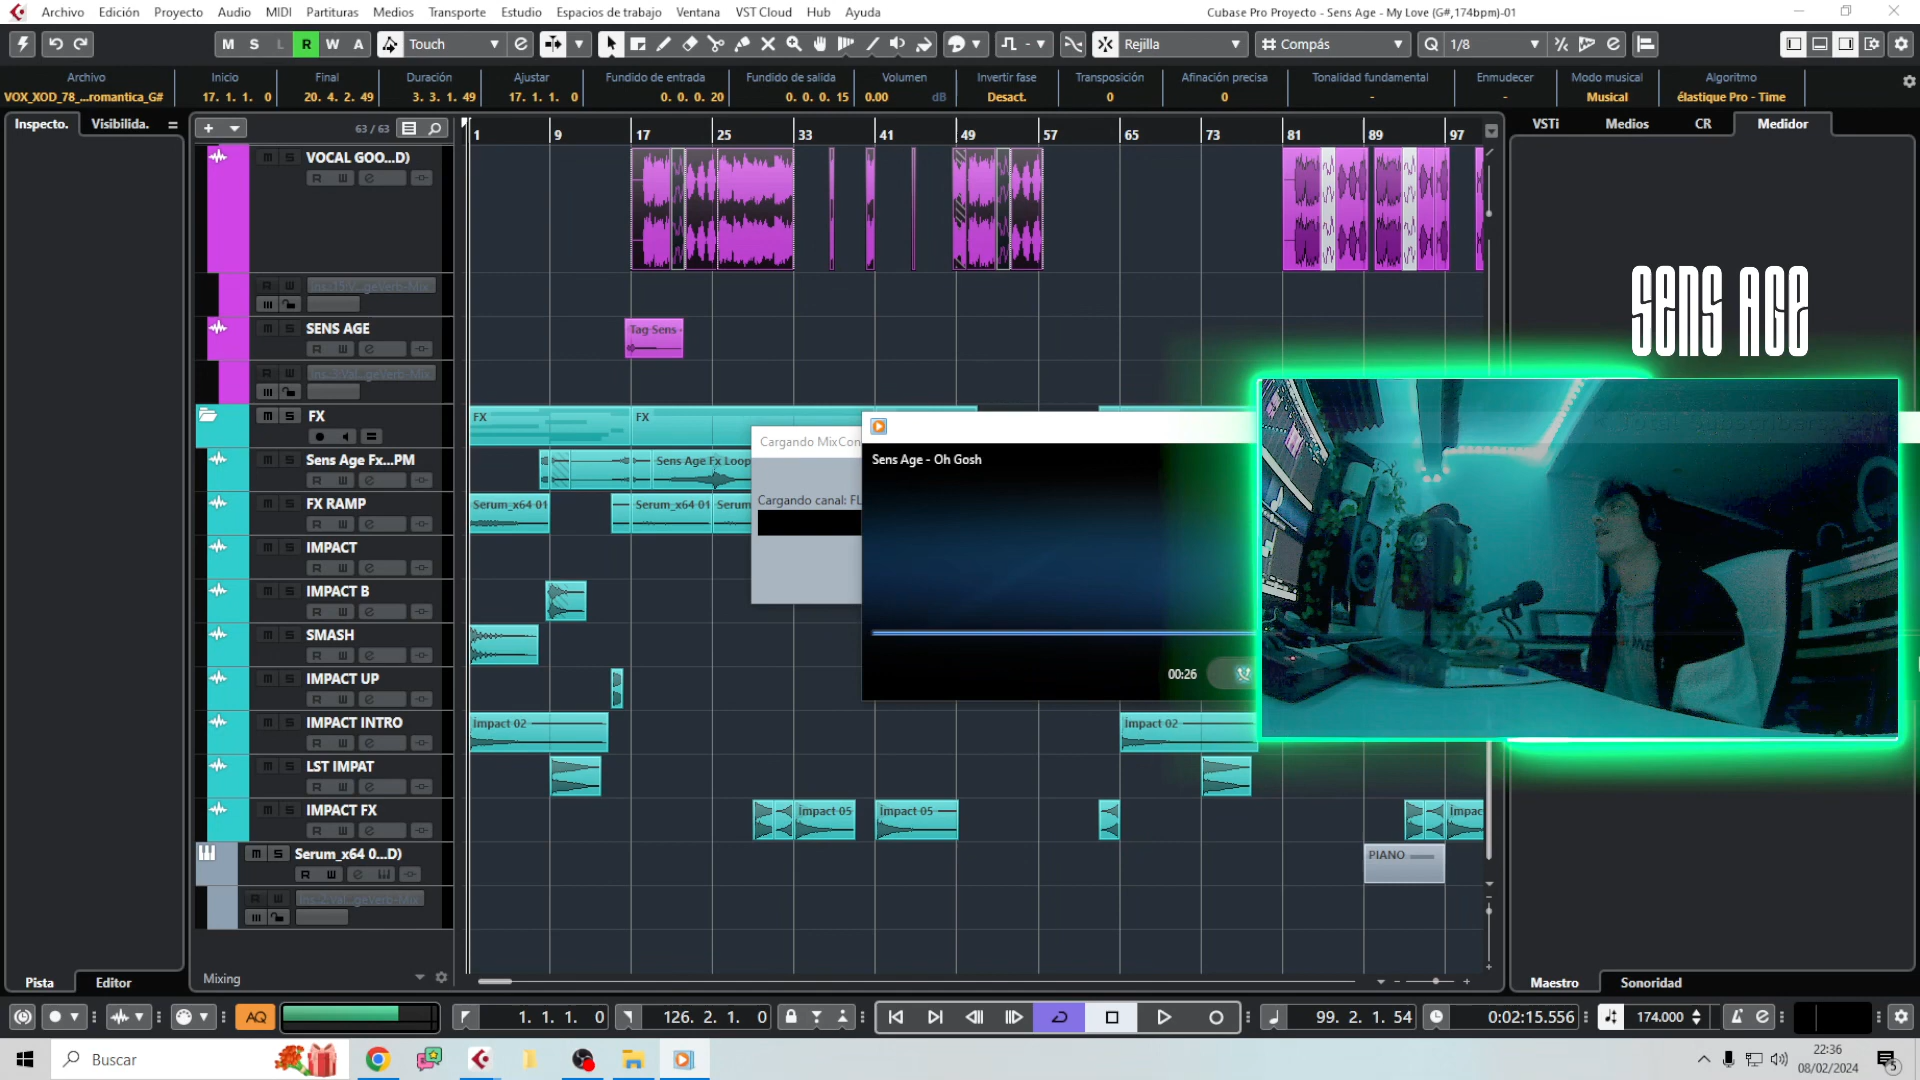 Archivo Edición Proyecto Audio MIDI Partituras Medios Transporte Estudio Espacios de trabajo Ventana VST Cloud Hub Ayuda
Cubase Pro Proyecto - Sens Age - My Love (G#,174bpm)-01
M S L R W A Touch
Rejilla
Compás
Q 1/8
Archivo Inicio Final Duración Ajustar Fundido de entrada Fundido de salida Volumen Invertir fase Transposición Afinación precisa Tonalidad fundamental Enmudecer Modo musical Algoritmo
VOX_XOD_78_...romantica_G# 17. 1. 1. 0 20. 4. 2. 49 3. 3. 1. 49 17. 1. 1. 0 0. 0. 0. 20 0. 0. 0. 15 0.00 dB Desact. 0 0 - - Musical élastique Pro - Time
Inspecto. Visibilida.
63 / 63
1 9 17 25 33 41 49 57 65 73 81 89 97
VSTi Medios CR Medidor
VOCAL GOO...D)
SENS AGE
Tag Sens
FX
FX
FX
Sens Age Fx...PM
Sens Age Fx Loop
FX RAMP
Serum_x64 01
Serum_x64 01
Serum
IMPACT
IMPACT B
SMASH
IMPACT UP
IMPACT INTRO
Impact 02
Impact 02
LST IMPAT
IMPACT FX
Impact 05
Impact 05
Impac
Serum_x64 0...D)
PIANO
Cargando MixCon
Cargando canal: FL
Sens Age - Oh Gosh
00:26
SENS AGE
Mixing
Pista Editor
Maestro Sonoridad
AQ
1. 1. 1. 0
126. 2. 1. 0
99. 2. 1. 54
0:02:15.556
174.000
Buscar
22:36
08/02/2024
5